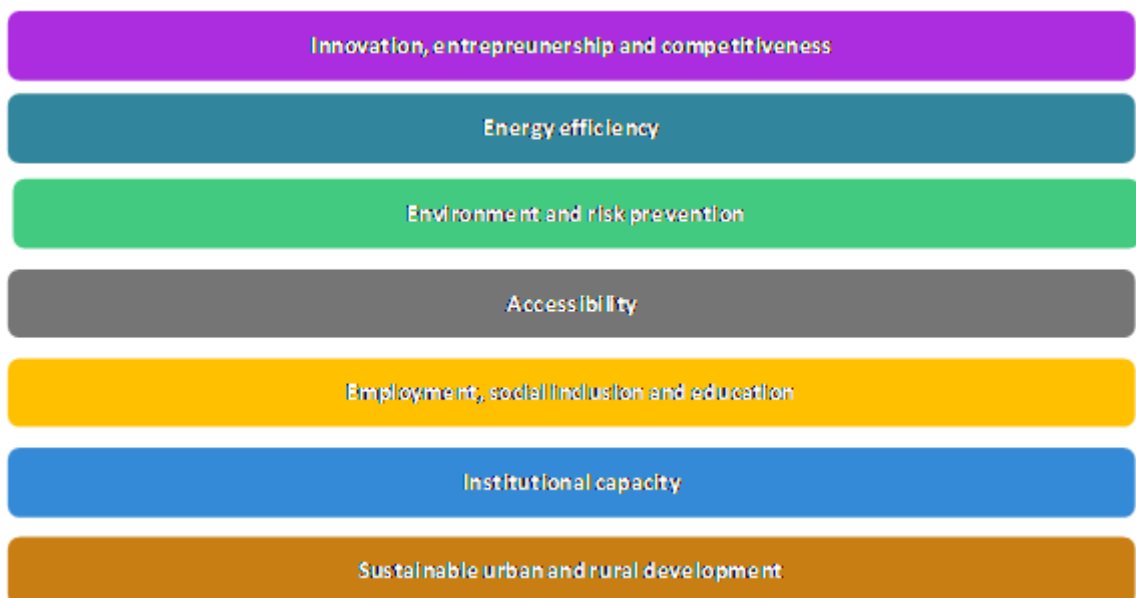 Innovation, entrepreunership and competitiveness
Energy efficiency
Environment and risk prevention
Accessibility
Employment, social inclusion and education
Institutional capacity
Sustainable urban and rural development